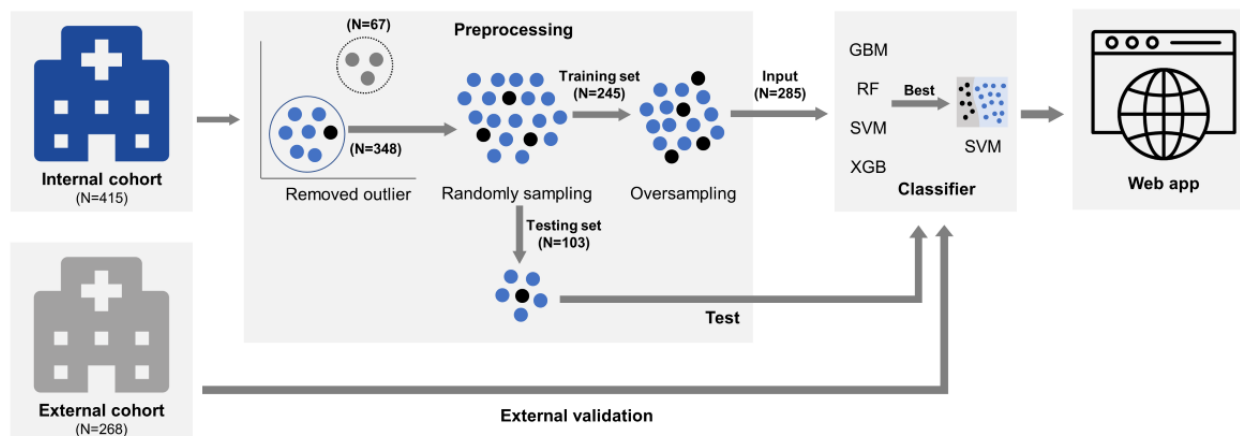 Internal cohort
(N=415)
External cohort
(N=268)
Preprocessing
(N=67)
(N=348)
Removed outlier
Randomly sampling
Training set
(N=245)
Oversampling
Testing set
(N=103)
Test
Input
(N=285)
GBM
RF
SVM
XGB
Best
SVM
Classifier
Web app
External validation